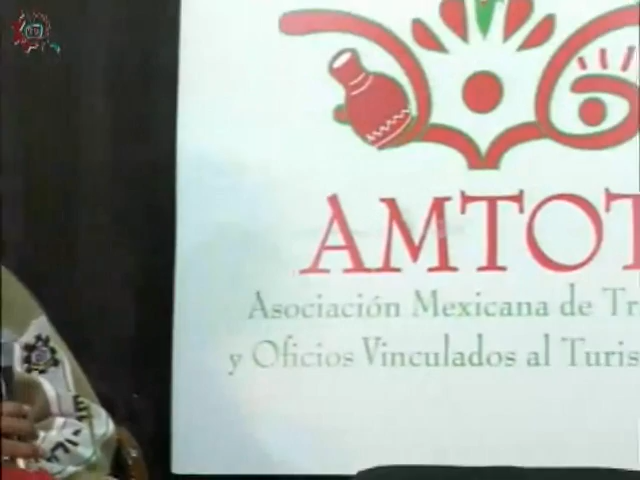 AMTOT
Asociación Mexicana de Tr
y Oficios Vinculados al Turis